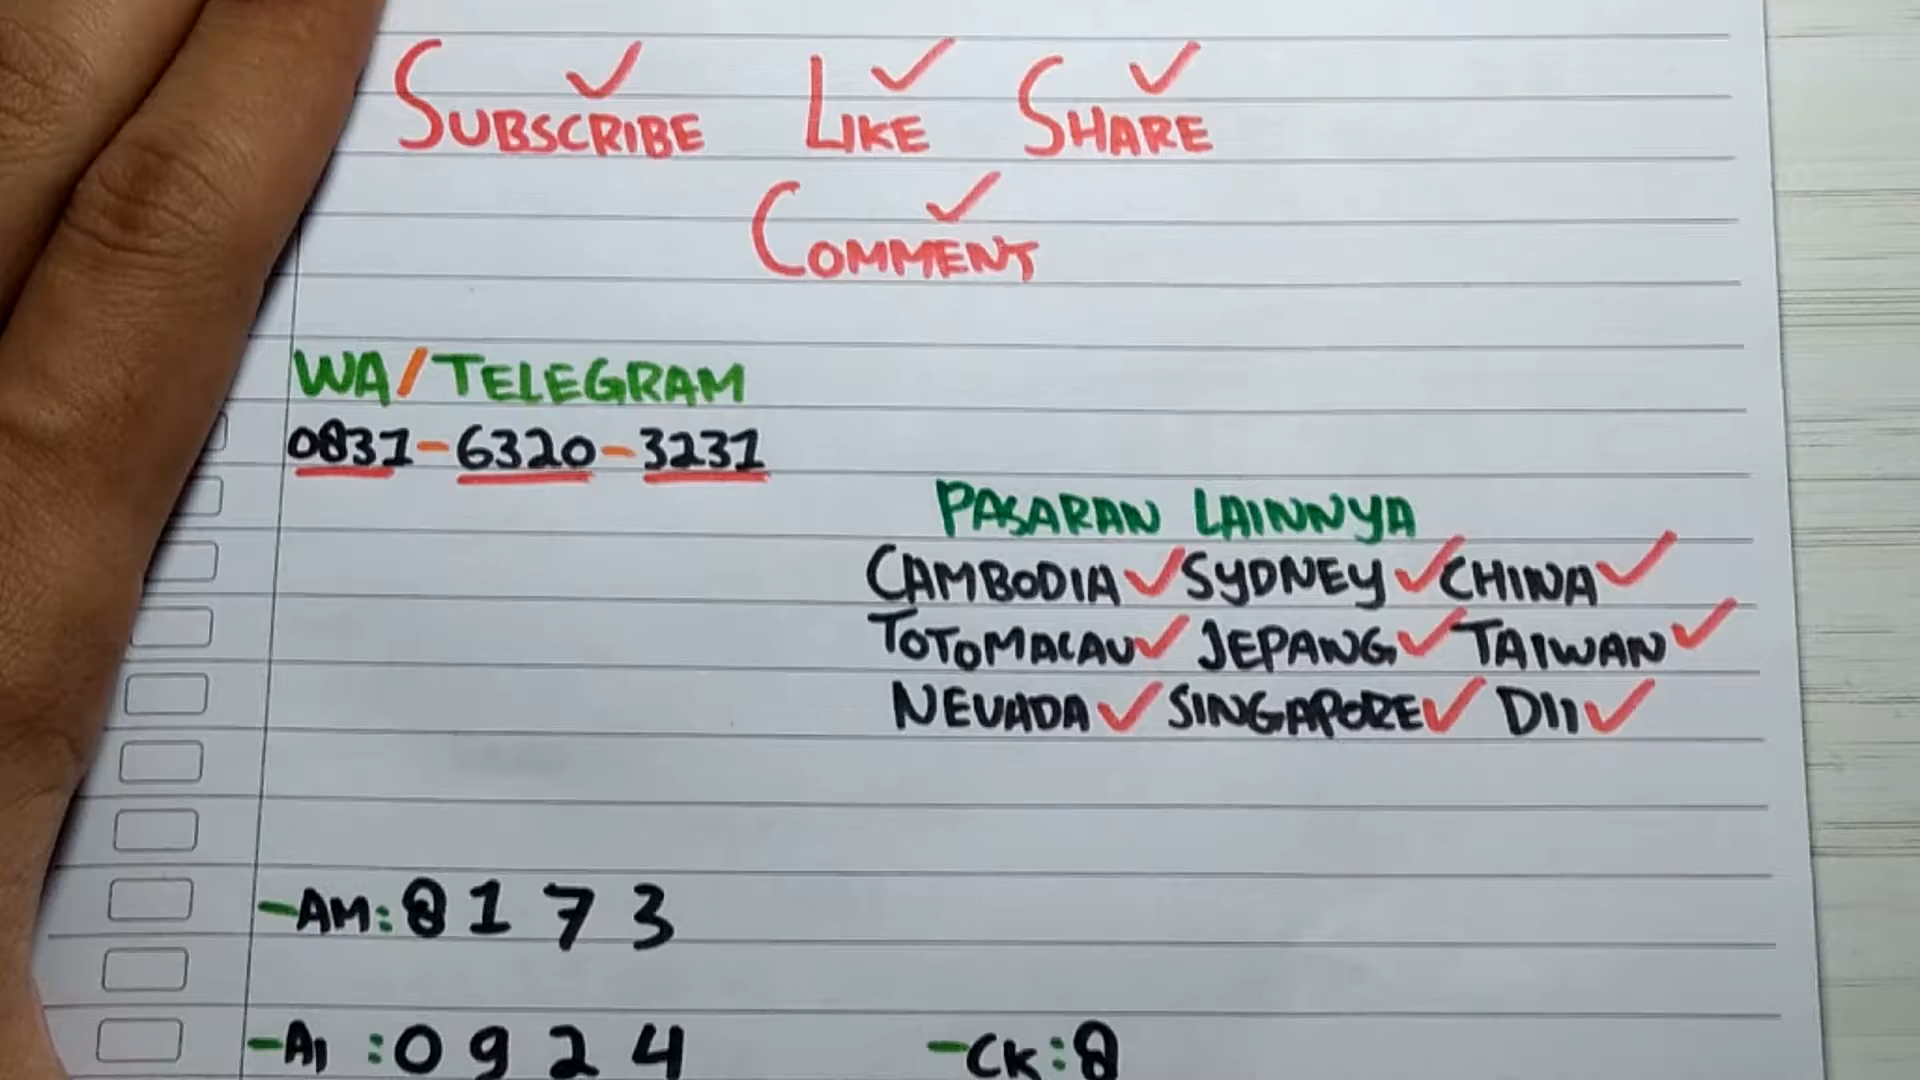 SUBSCRIBE LIKE SHARE
COMMENT
WA/TELEGRAM
0831-6320-3231
PASARAN LAINNYA
CAMBODIA SYDNEY CHINA
TOTOMACAU JEPANG TAIWAN
NEVADA SINGAPORE Dll
-AM: 8 1 7 3
-AI : 0 9 2 4 -CK: 8